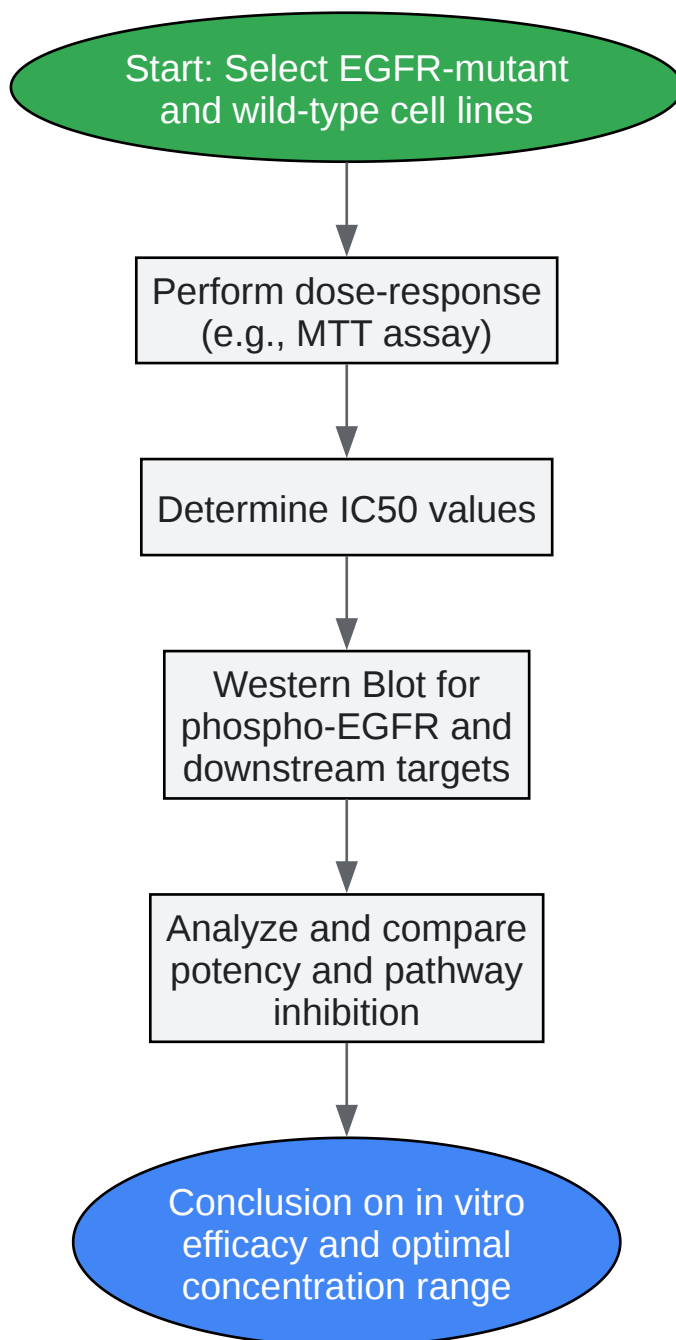 Start: Select EGFR-mutant
and wild-type cell lines
Perform dose-response
(e.g., MTT assay)
Determine IC50 values
Western Blot for
phospho-EGFR and
downstream targets
Analyze and compare
potency and pathway
inhibition
Conclusion on in vitro
efficacy and optimal
concentration range